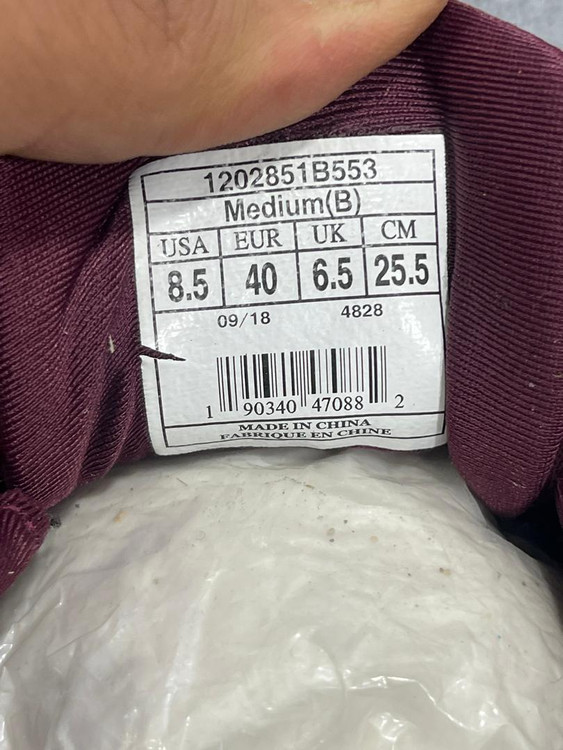 1202851B553
Medium(B)
USA EUR UK CM
8.5 40 6.5 25.5
09/18 4828
1 90340 47088 2
MADE IN CHINA
FABRIQUE EN CHINE